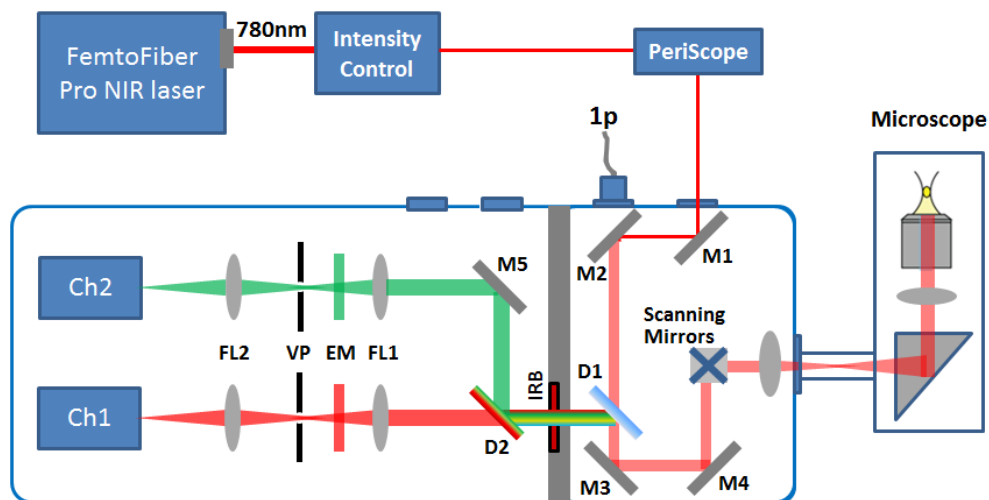 780nm
FemtoFiber
Pro NIR laser
Intensity
Control
PeriScope
1p
Microscope
M2
M1
M5
Ch2
Scanning
Mirrors
FL2
VP
EM
FL1
IRB
D1
Ch1
D2
M3
M4